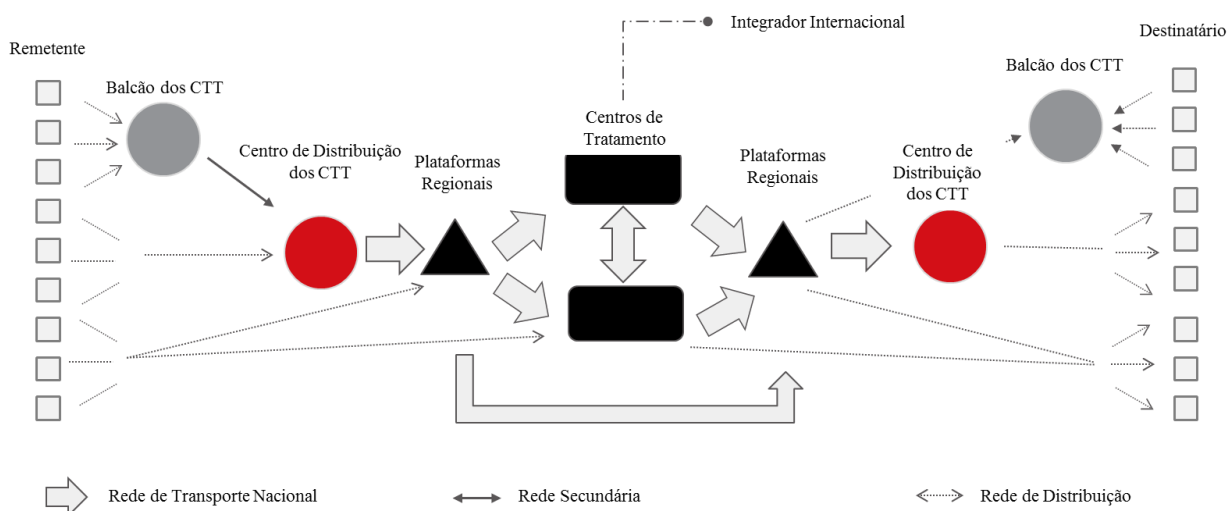 Integrador Internacional
Remetente
Destinatário
Balcão dos CTT
Balcão dos CTT
Centros de
Tratamento
Centro de Distribuição
dos CTT
Plataformas
Regionais
Plataformas
Regionais
Centro de
Distribuição
dos CTT
Rede de Transporte Nacional
Rede Secundária
Rede de Distribuição